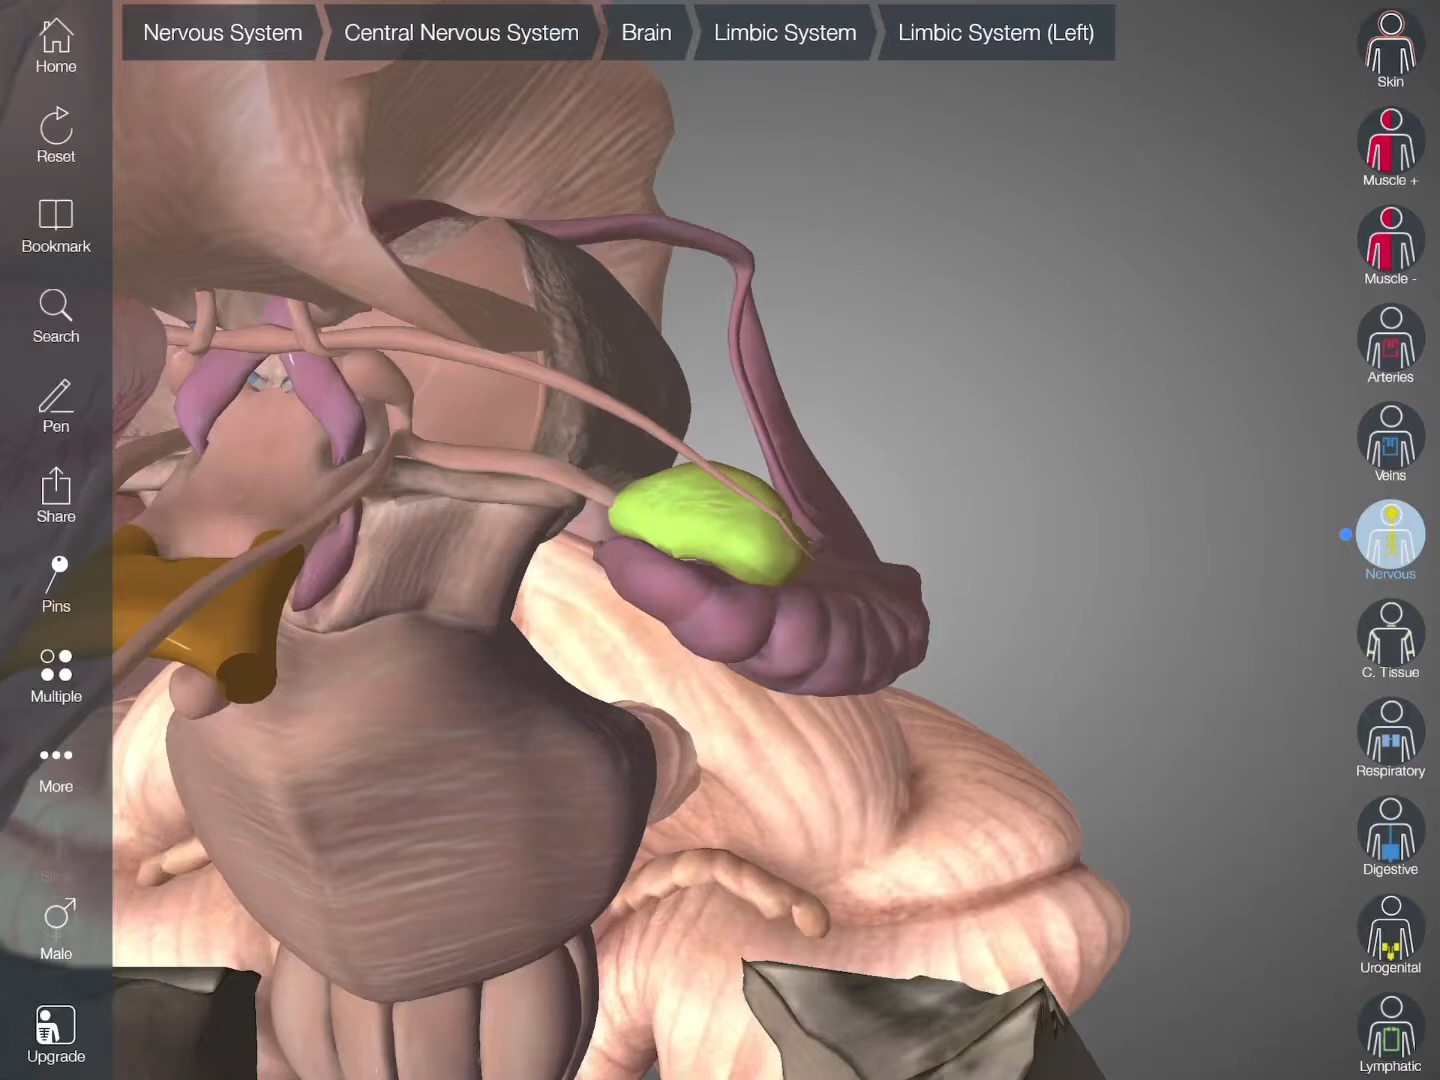 Nervous System
Central Nervous System
Brain
Limbic System
Limbic System (Left)
Home
Reset
Bookmark
Search
Pen
Share
Pins
Multiple
More
Male
Upgrade
Skin
Muscle +
Muscle -
Arteries
Veins
Nervous
C. Tissue
Respiratory
Digestive
Urogenital
Lymphatic